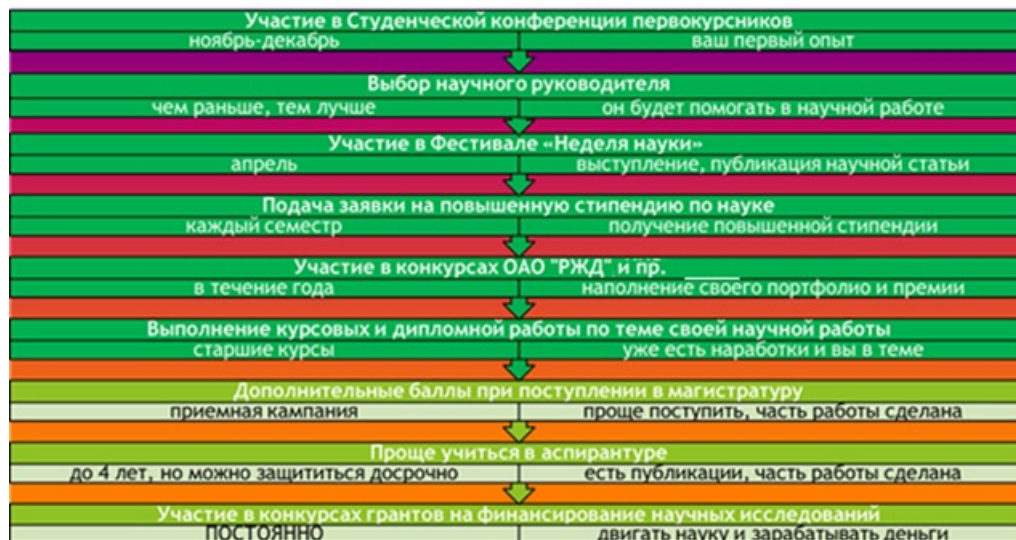 Участие в Студенческой конференции первокурсников
ноябрь-декабрь ваш первый опыт
Выбор научного руководителя
чем раньше, тем лучше он будет помогать в научной работе
Участие в Фестивале «Неделя науки»
апрель выступление, публикация научной статьи
Подача заявки на повышенную стипендию по науке
каждый семестр получение повышенной стипендии
Участие в конкурсах ОАО "РЖД" и пр.
в течение года наполнение своего портфолио и премии
Выполнение курсовых и дипломной работы по теме своей научной работы
старшие курсы уже есть наработки и вы в теме
Дополнительные баллы при поступлении в магистратуру
приемная кампания проще поступить, часть работы сделана
Проще учиться в аспирантуре
до 4 лет, но можно защититься досрочно есть публикации, часть работы сделана
Участие в конкурсах грантов на финансирование научных исследований
ПОСТОЯННО двигать науку и зарабатывать деньги